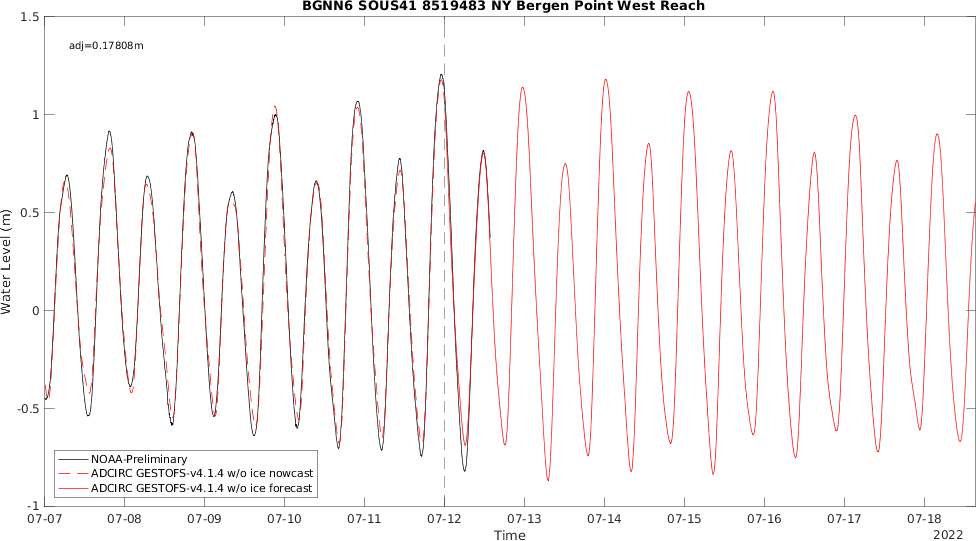 BGNN6 SOUS41 8519483 NY Bergen Point West Reach
1.5
adj=0.17808m
1
0.5
Water Level (m)
0
-0.5
NOAA-Preliminary
ADCIRC GESTOFS-v4.1.4 w/o ice nowcast
ADCIRC GESTOFS-v4.1.4 w/o ice forecast
-1
07-07 07-08 07-09 07-10 07-11 07-12 07-13 07-14 07-15 07-16 07-17 07-18
Time
2022